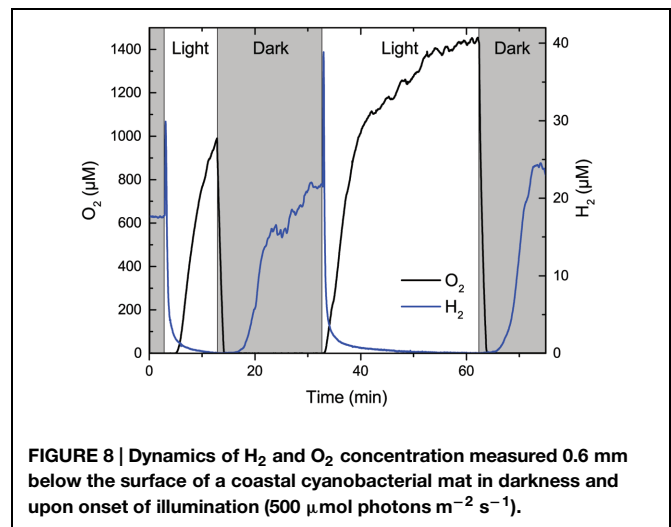 Light Dark Light Dark
1400
1200
1000
800
600
400
200
0
O₂ (µM)
40
30
20
10
0
H₂ (µM)
O₂
H₂
0 20 40 60
Time (min)
FIGURE 8 | Dynamics of H₂ and O₂ concentration measured 0.6 mm
below the surface of a coastal cyanobacterial mat in darkness and
upon onset of illumination (500 µmol photons m⁻² s⁻¹).